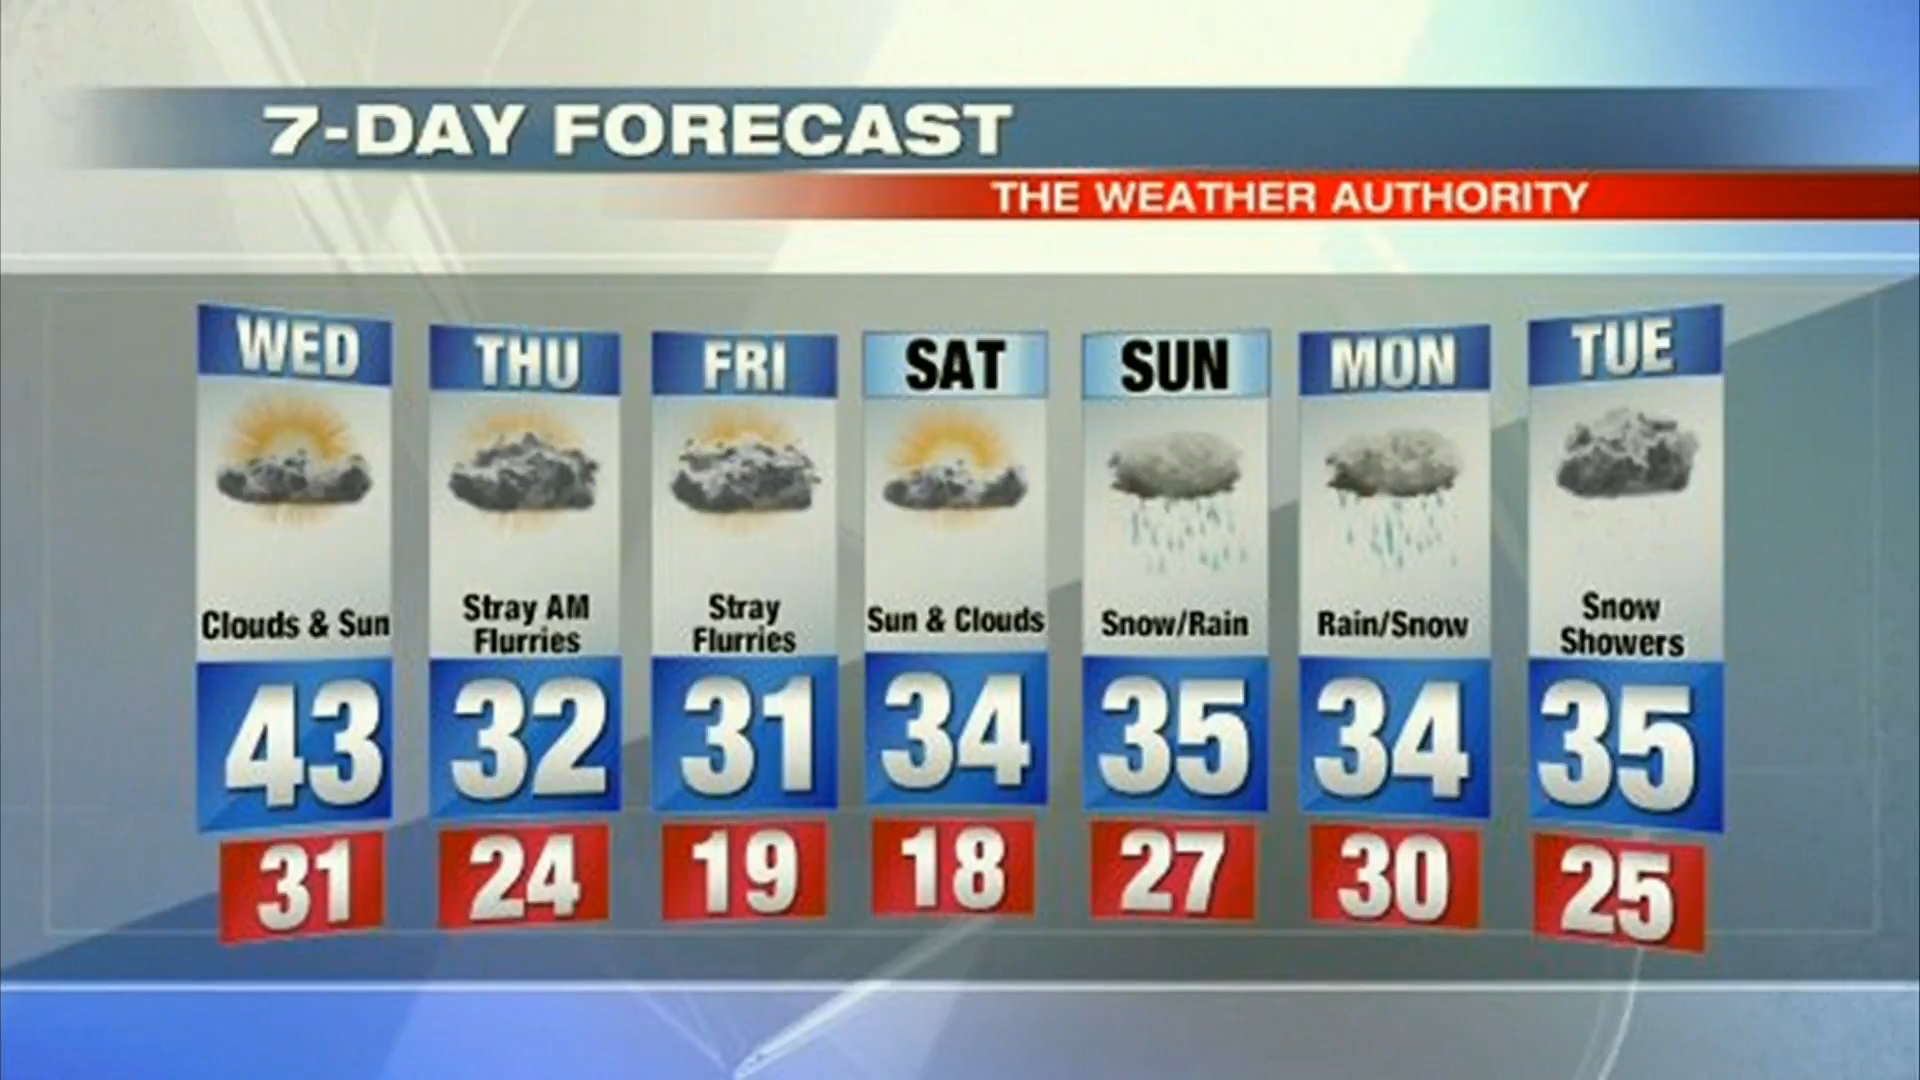 7-DAY FORECAST
THE WEATHER AUTHORITY
WED
Clouds & Sun
43
31
THU
Stray AM
Flurries
32
24
FRI
Stray
Flurries
31
19
SAT
Sun & Clouds
34
18
SUN
Snow/Rain
35
27
MON
Rain/Snow
34
30
TUE
Snow
Showers
35
25